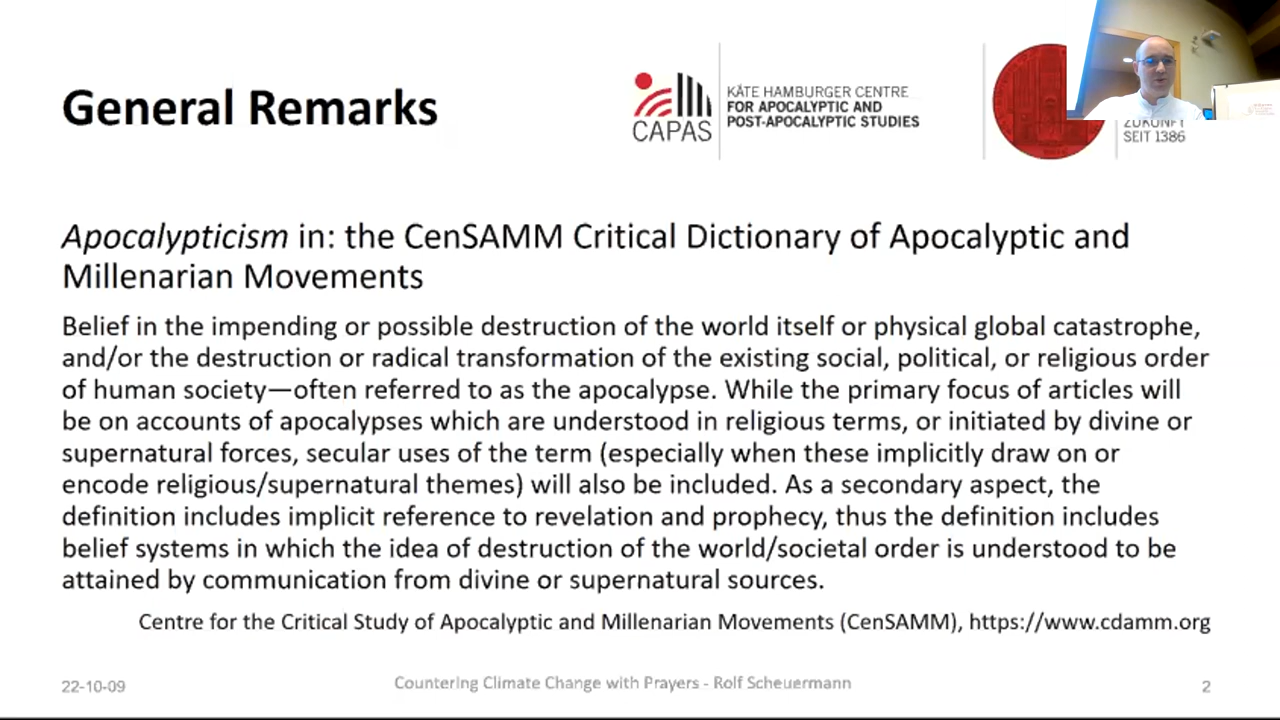 General Remarks
CAPAS
KÄTE HAMBURGER CENTRE
FOR APOCALYPTIC AND
POST-APOCALYPTIC STUDIES
ZUKUNFT
SEIT 1386
Apocalypticism in: the CenSAMM Critical Dictionary of Apocalyptic and
Millenarian Movements
Belief in the impending or possible destruction of the world itself or physical global catastrophe,
and/or the destruction or radical transformation of the existing social, political, or religious order
of human society—often referred to as the apocalypse. While the primary focus of articles will
be on accounts of apocalypses which are understood in religious terms, or initiated by divine or
supernatural forces, secular uses of the term (especially when these implicitly draw on or
encode religious/supernatural themes) will also be included. As a secondary aspect, the
definition includes implicit reference to revelation and prophecy, thus the definition includes
belief systems in which the idea of destruction of the world/societal order is understood to be
attained by communication from divine or supernatural sources.
Centre for the Critical Study of Apocalyptic and Millenarian Movements (CenSAMM), https://www.cdamm.org
22-10-09
Countering Climate Change with Prayers - Rolf Scheuermann
2